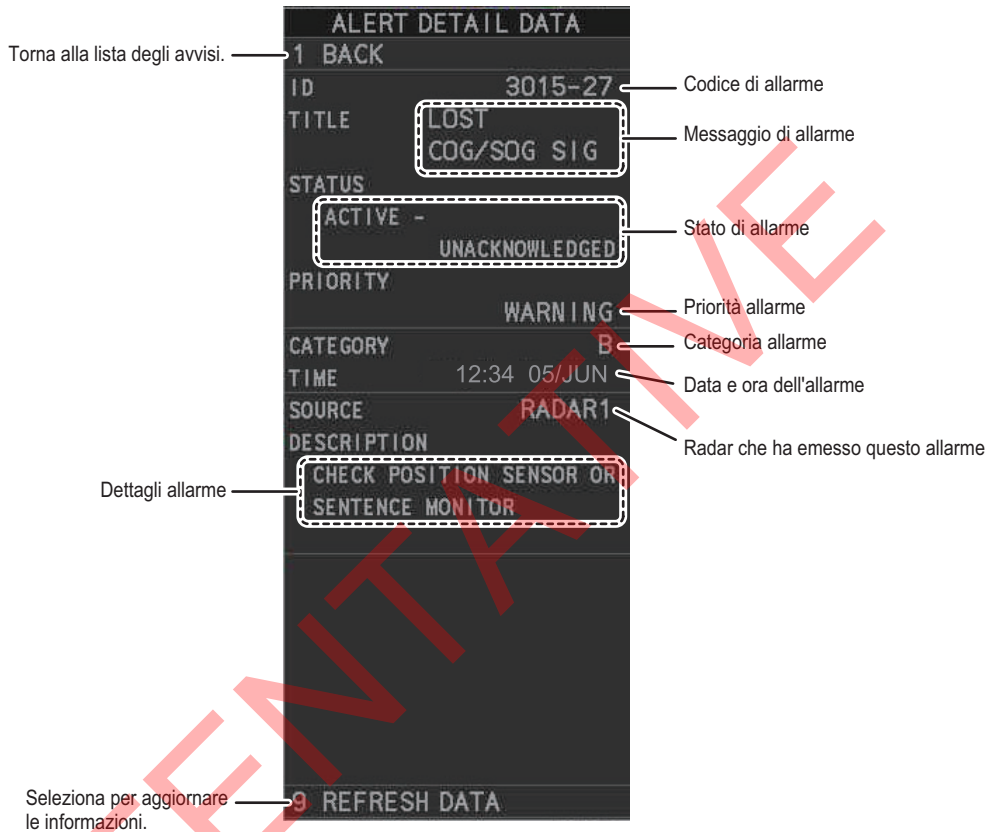 ALERT DETAIL DATA
Torna alla lista degli avvisi.
1 BACK
ID 3015-27
Codice di allarme
TITLE LOST
COG/SOG SIG
Messaggio di allarme
STATUS
ACTIVE -
UNACKNOWLEDGED
Stato di allarme
PRIORITY
WARNING
Priorità allarme
CATEGORY B
Categoria allarme
TIME 12:34 05/JUN
Data e ora dell'allarme
SOURCE RADAR1
Radar che ha emesso questo allarme
DESCRIPTION
CHECK POSITION SENSOR OR
SENTENCE MONITOR
Dettagli allarme
9 REFRESH DATA
Seleziona per aggiornare
le informazioni.
ENTATIVE